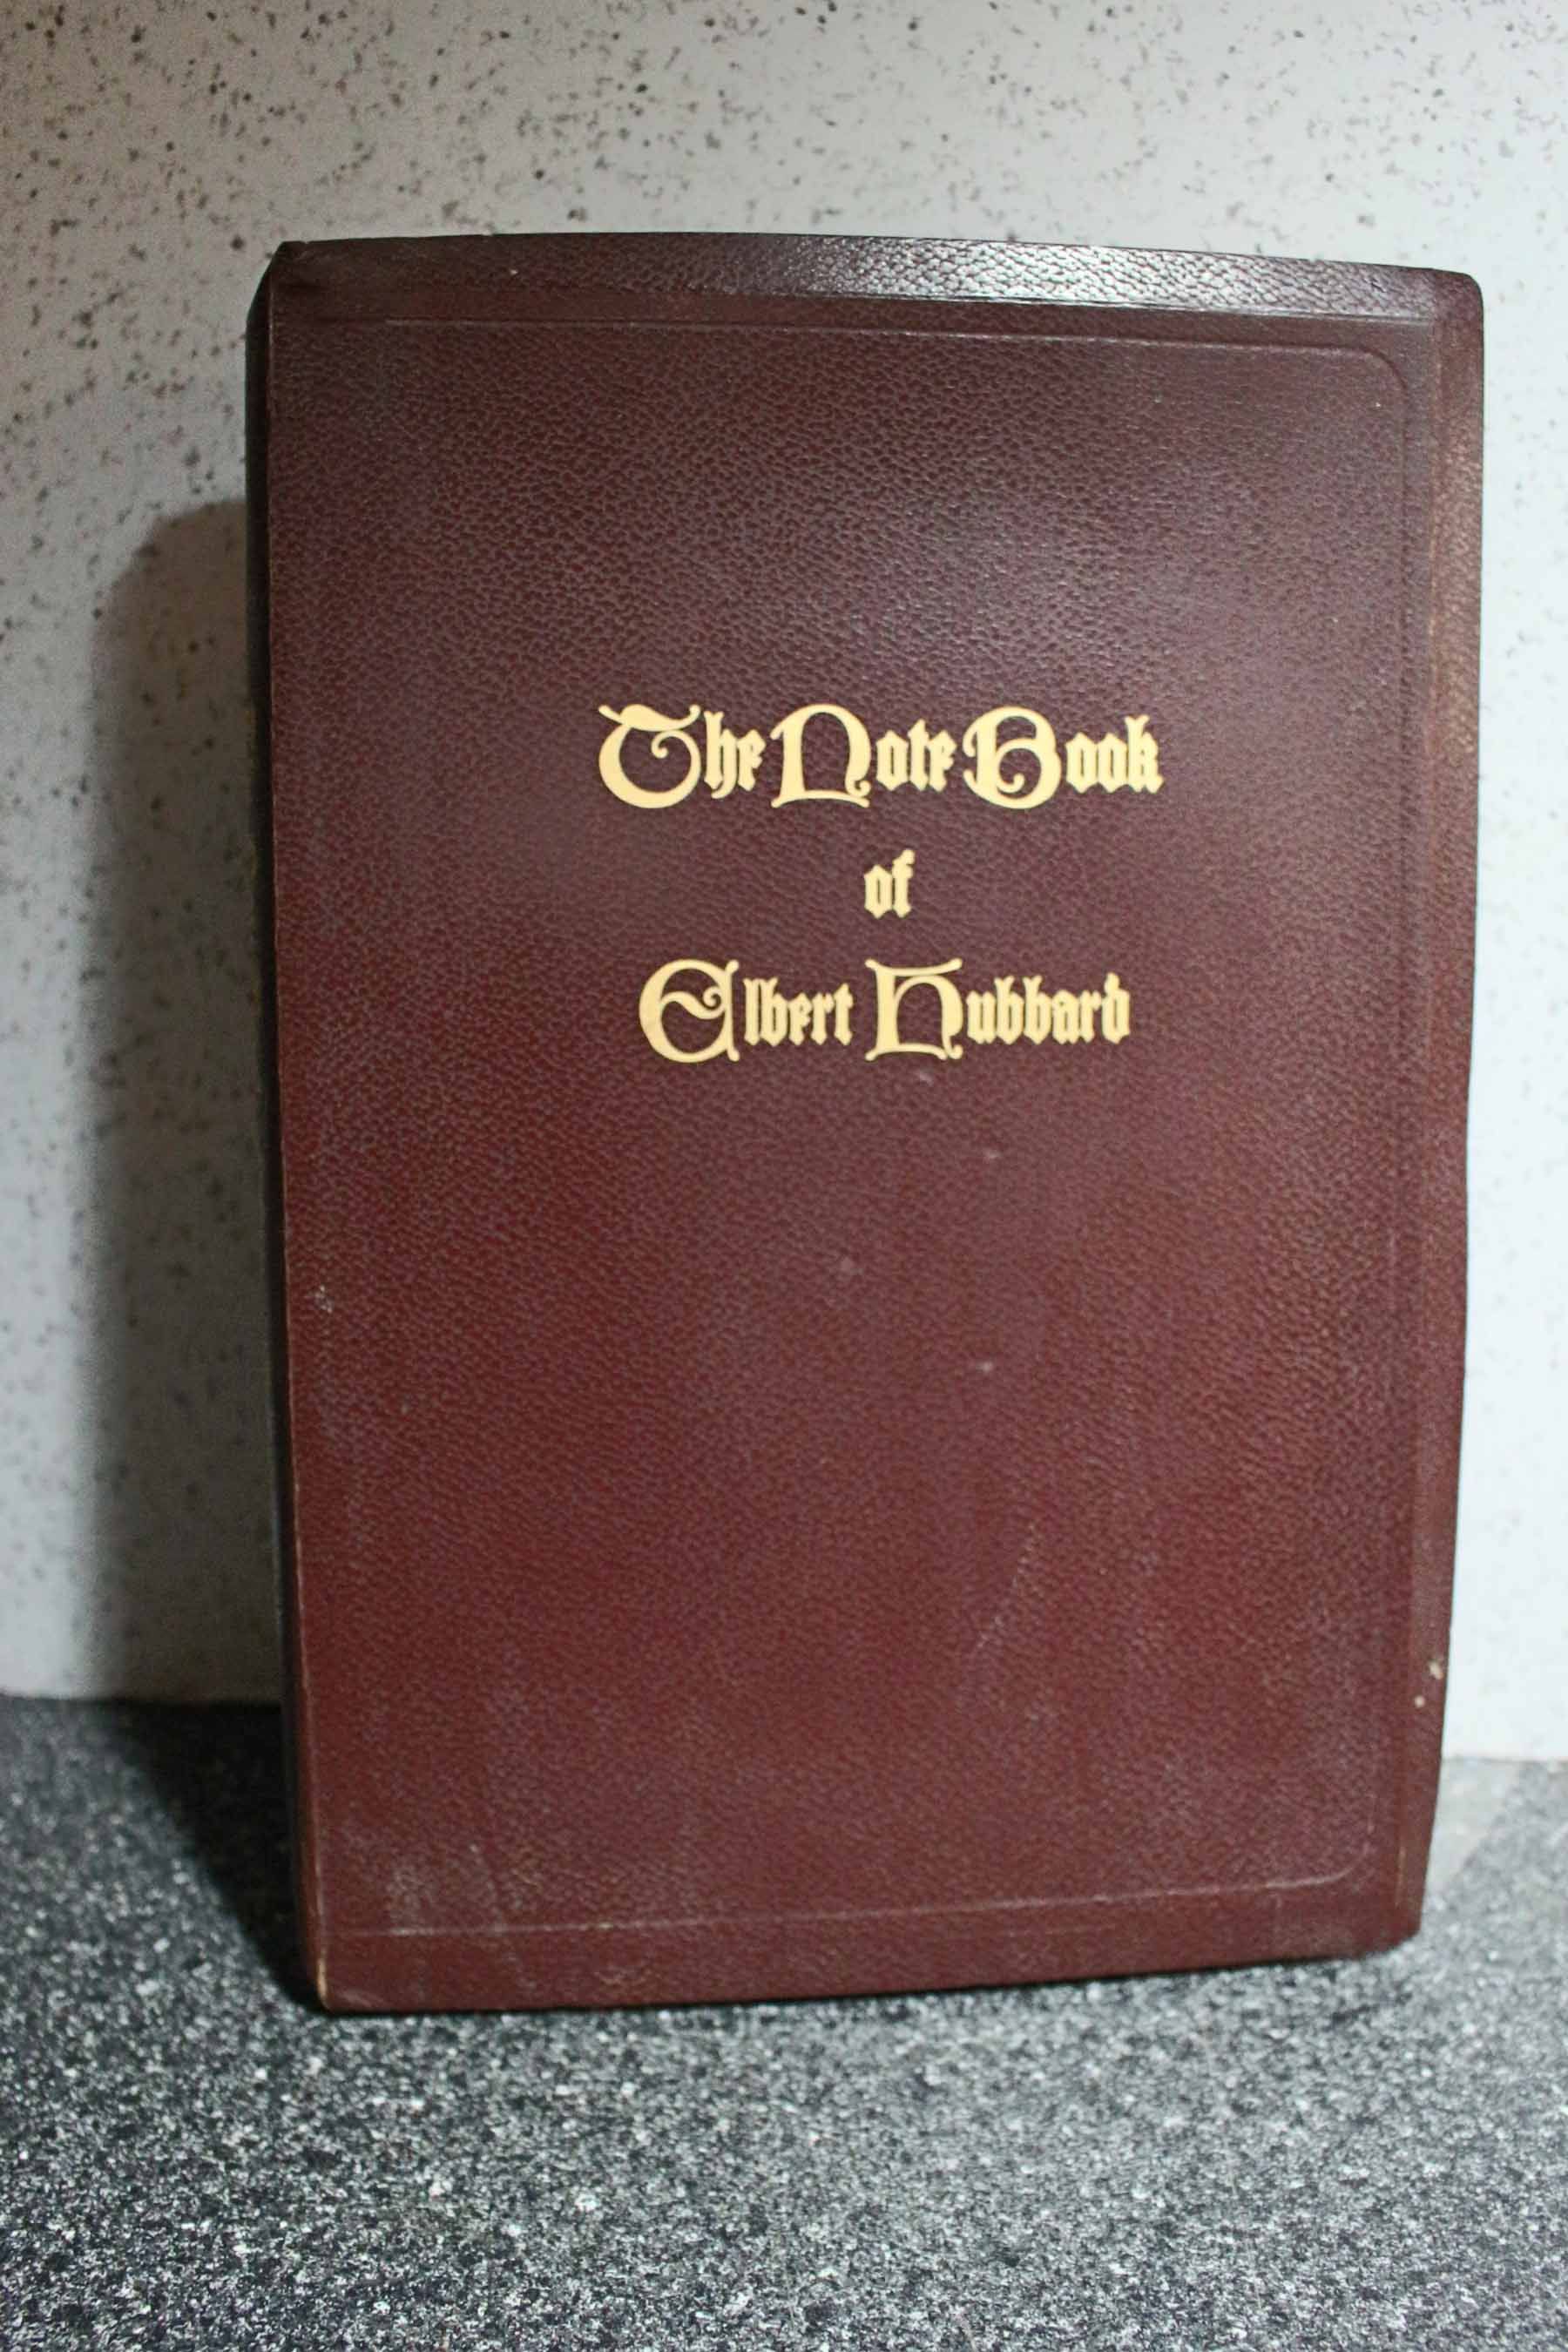 The Note Book
of
Elbert Hubbard